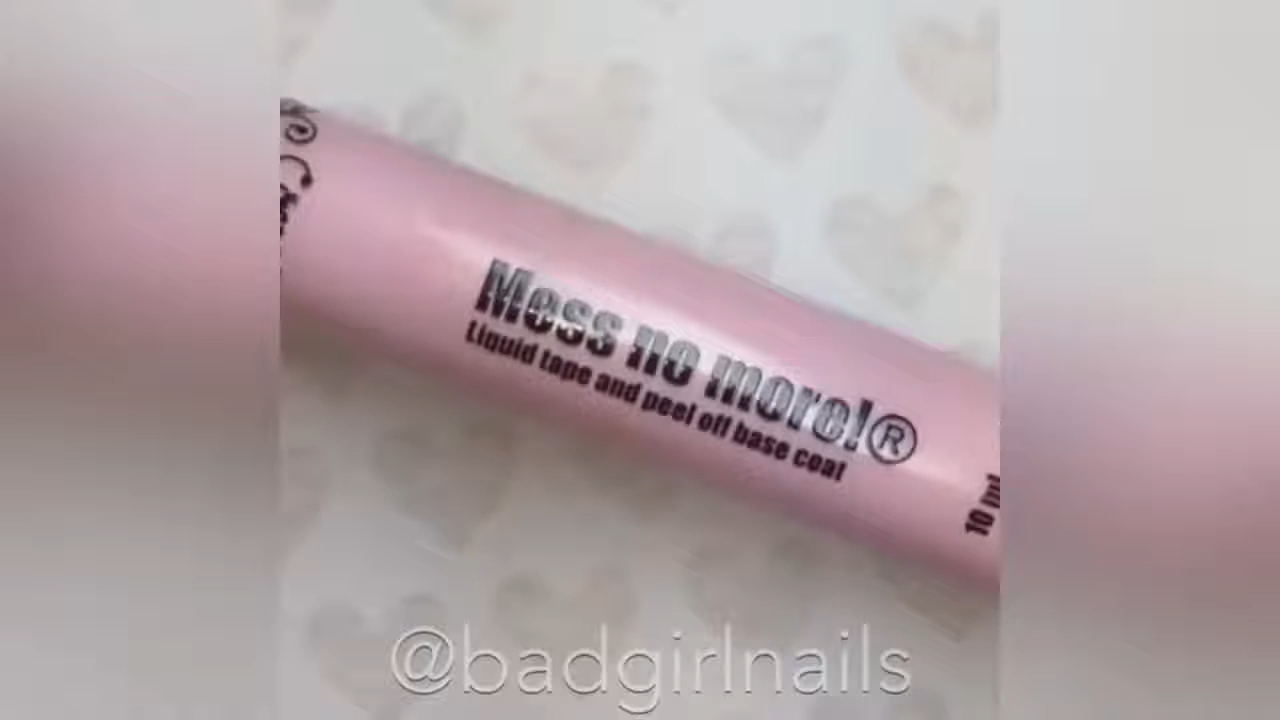 Mess no more!®
Liquid tape and peel off base coat
10 ml
@badgirlnails